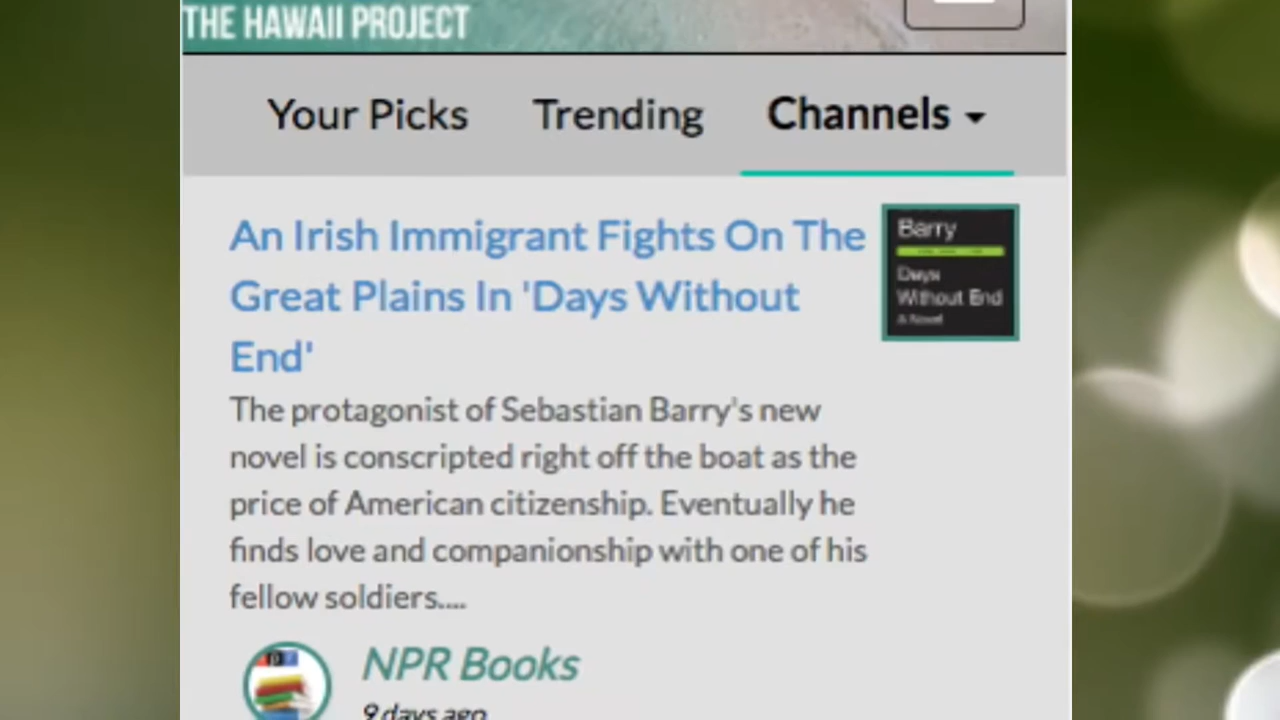 THE HAWAII PROJECT
Your Picks Trending Channels
An Irish Immigrant Fights On The
Great Plains In 'Days Without
End'
Barry
Days
Without End
A Novel
The protagonist of Sebastian Barry's new
novel is conscripted right off the boat as the
price of American citizenship. Eventually he
finds love and companionship with one of his
fellow soldiers....
NPR Books
9 days ago